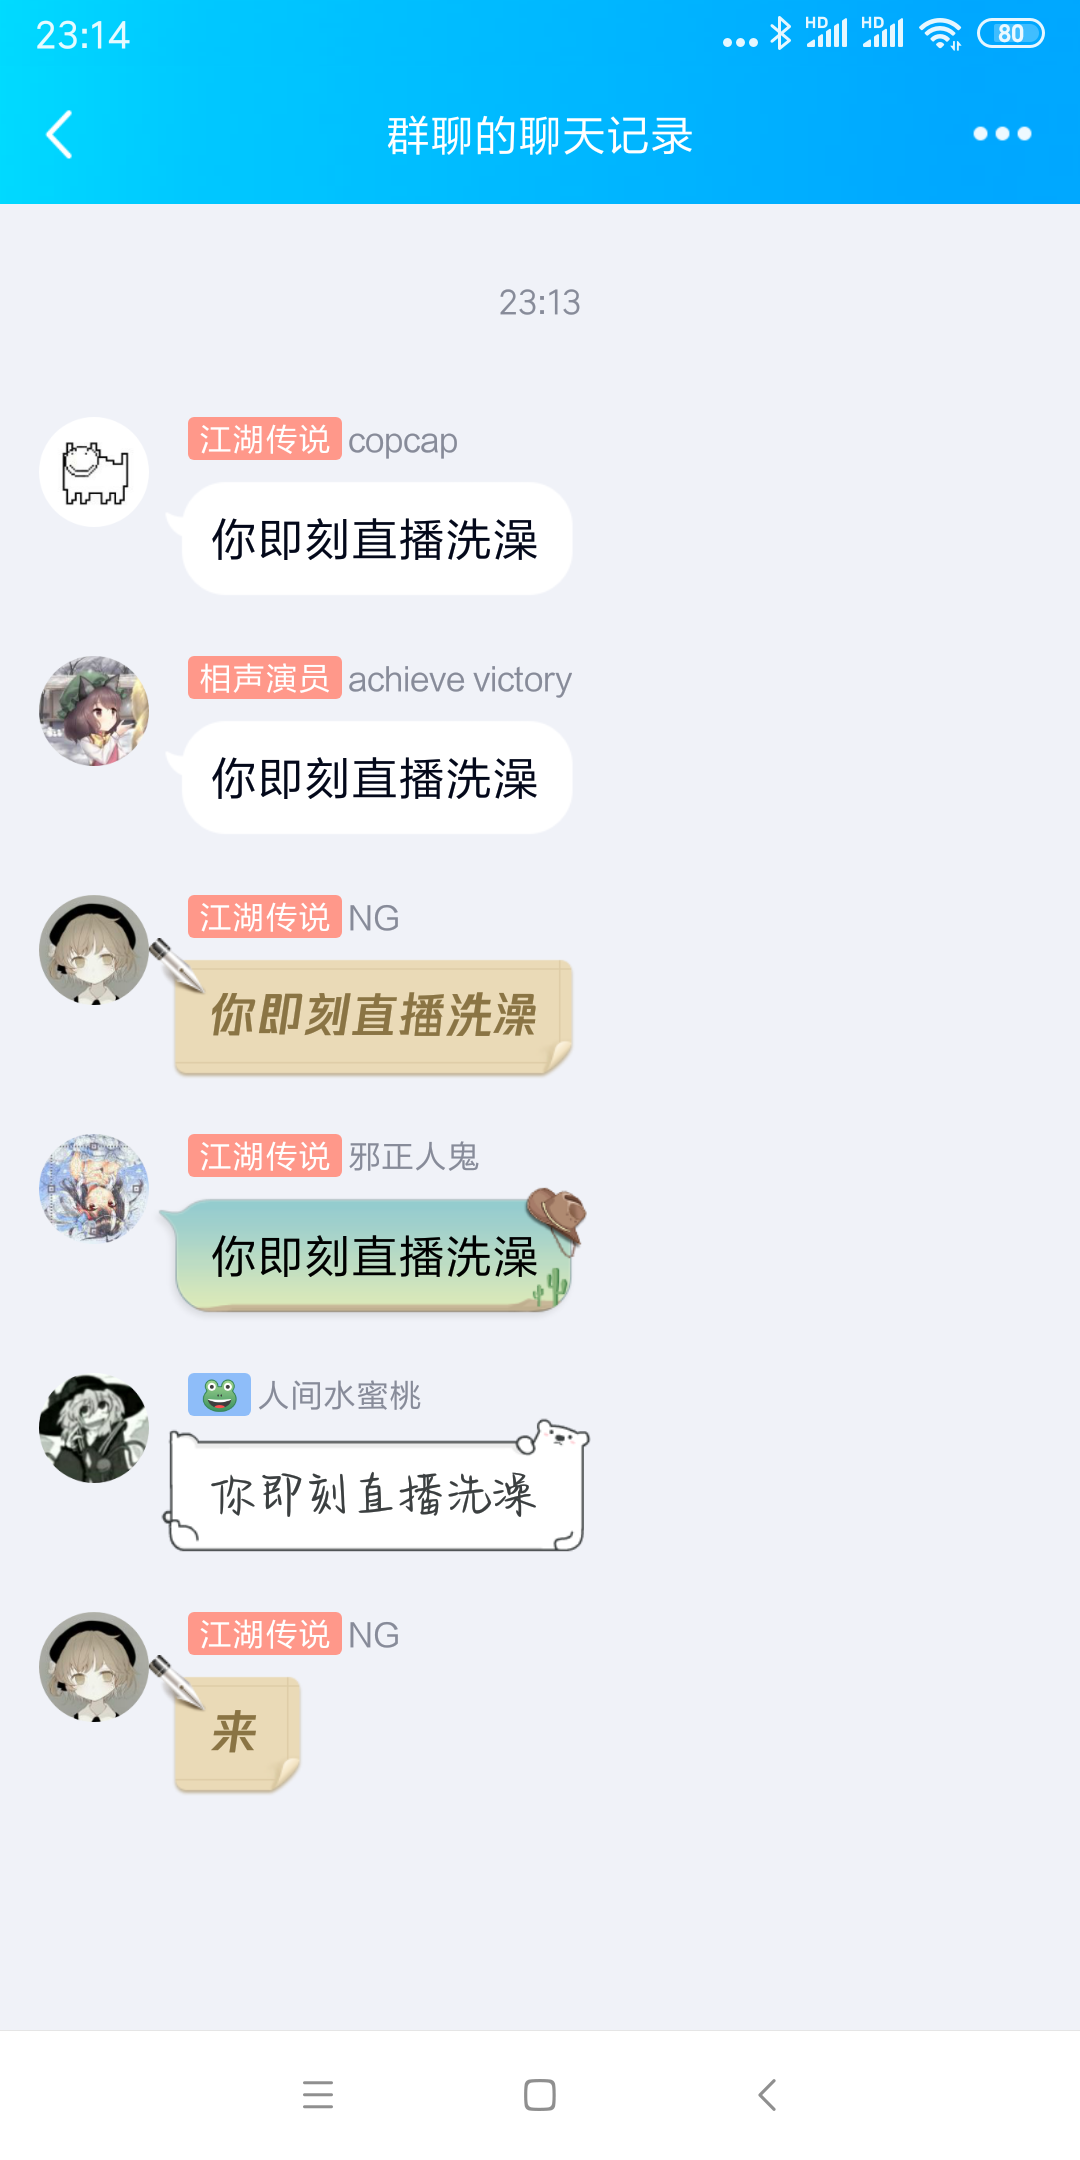 23:14
HD HD 80
群聊的聊天记录
23:13
江湖传说 copcap
你即刻直播洗澡
相声演员 achieve victory
你即刻直播洗澡
江湖传说 NG
你即刻直播洗澡
江湖传说 邪正人鬼
你即刻直播洗澡
🐸 人间水蜜桃
你即刻直播洗澡
江湖传说 NG
来